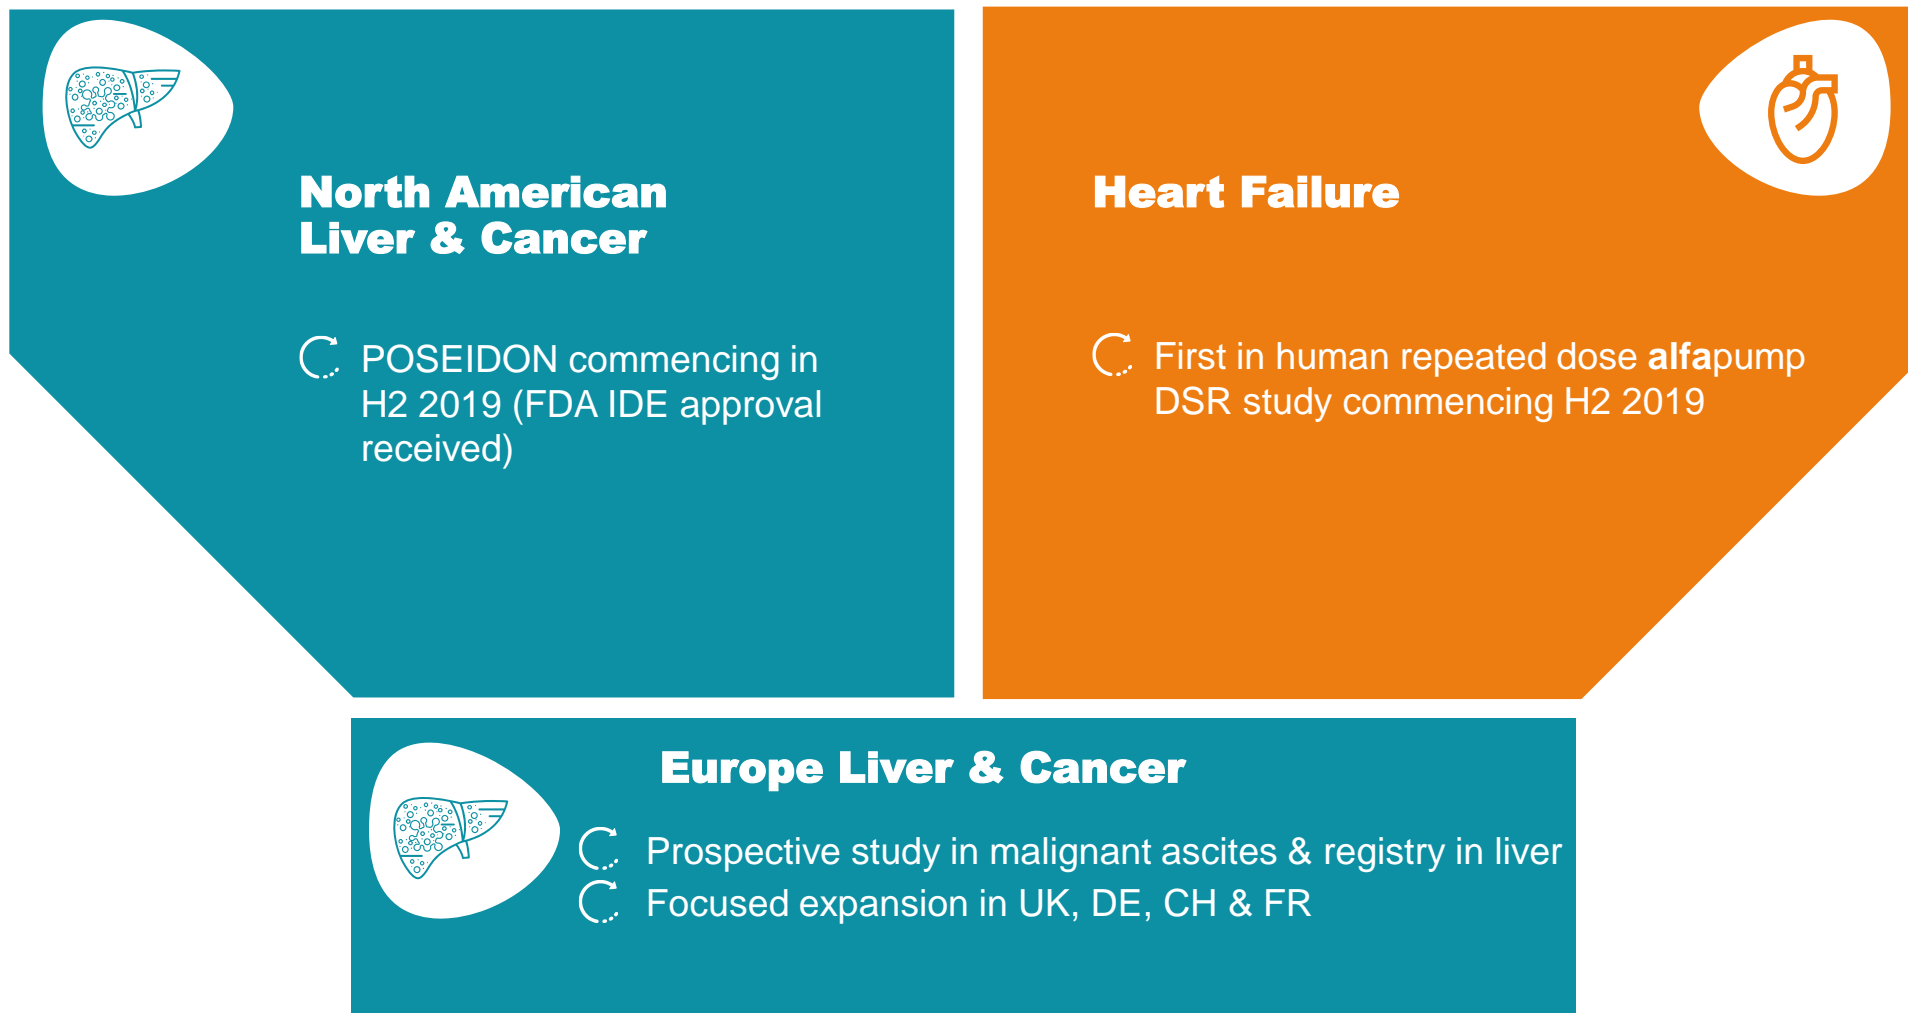 North American
Liver & Cancer
POSEIDON commencing in
H2 2019 (FDA IDE approval
received)
Heart Failure
First in human repeated dose alfapump
DSR study commencing H2 2019
Europe Liver & Cancer
Prospective study in malignant ascites & registry in liver
Focused expansion in UK, DE, CH & FR